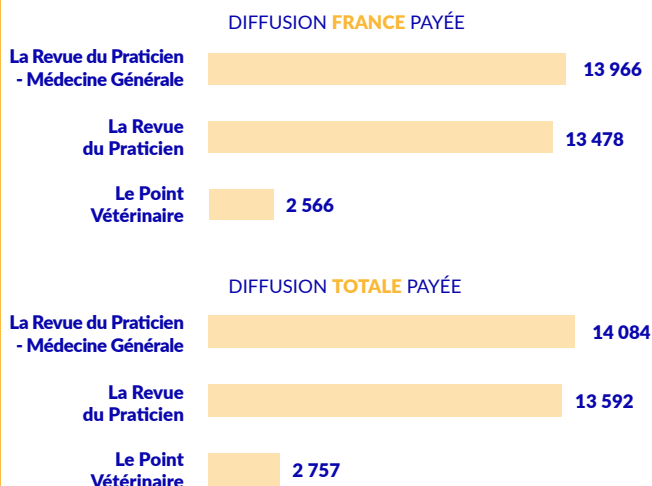 DIFFUSION FRANCE PAYÉE
La Revue du Praticien
- Médecine Générale
13 966
La Revue
du Praticien
13 478
Le Point
Vétérinaire
2 566
DIFFUSION TOTALE PAYÉE
La Revue du Praticien
- Médecine Générale
14 084
La Revue
du Praticien
13 592
Le Point
Vétérinaire
2 757